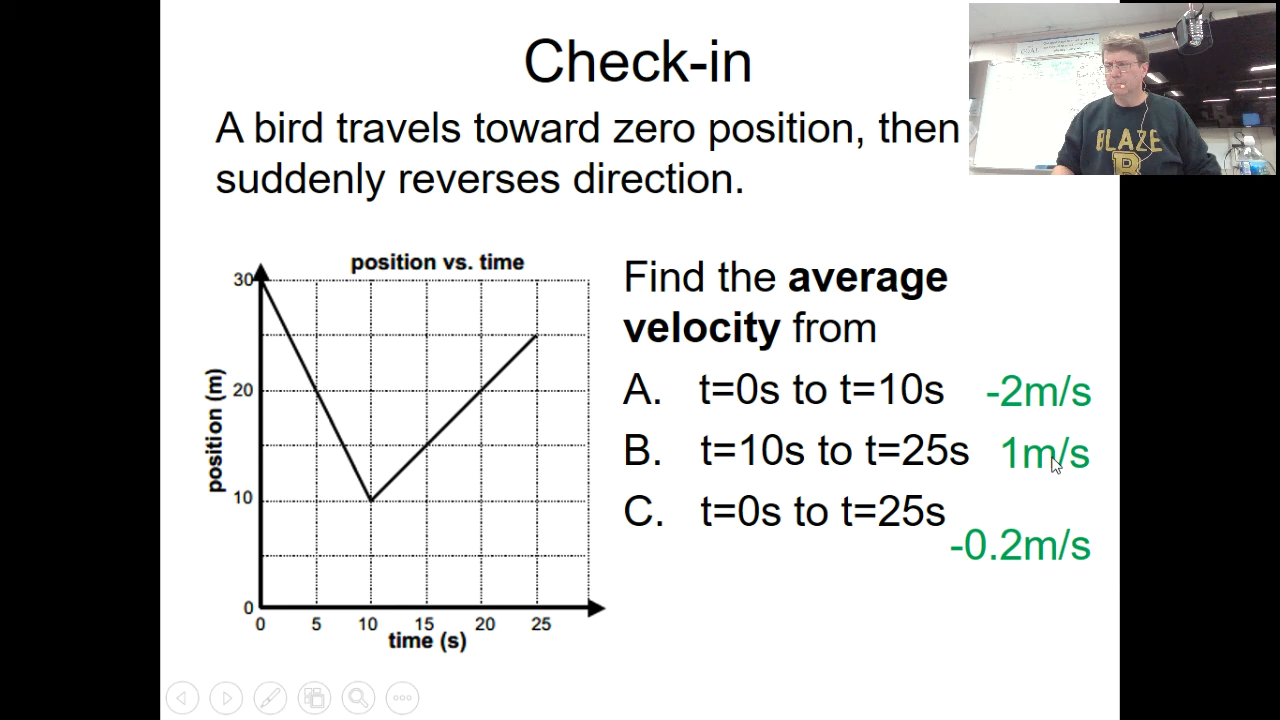 Check-in
A bird travels toward zero position, then
suddenly reverses direction.
BLAZE
B
position vs. time
30
20
10
0
position (m)
0 5 10 15 20 25
time (s)
Find the average
velocity from
A. t=0s to t=10s -2m/s
B. t=10s to t=25s 1m/s
C. t=0s to t=25s
-0.2m/s